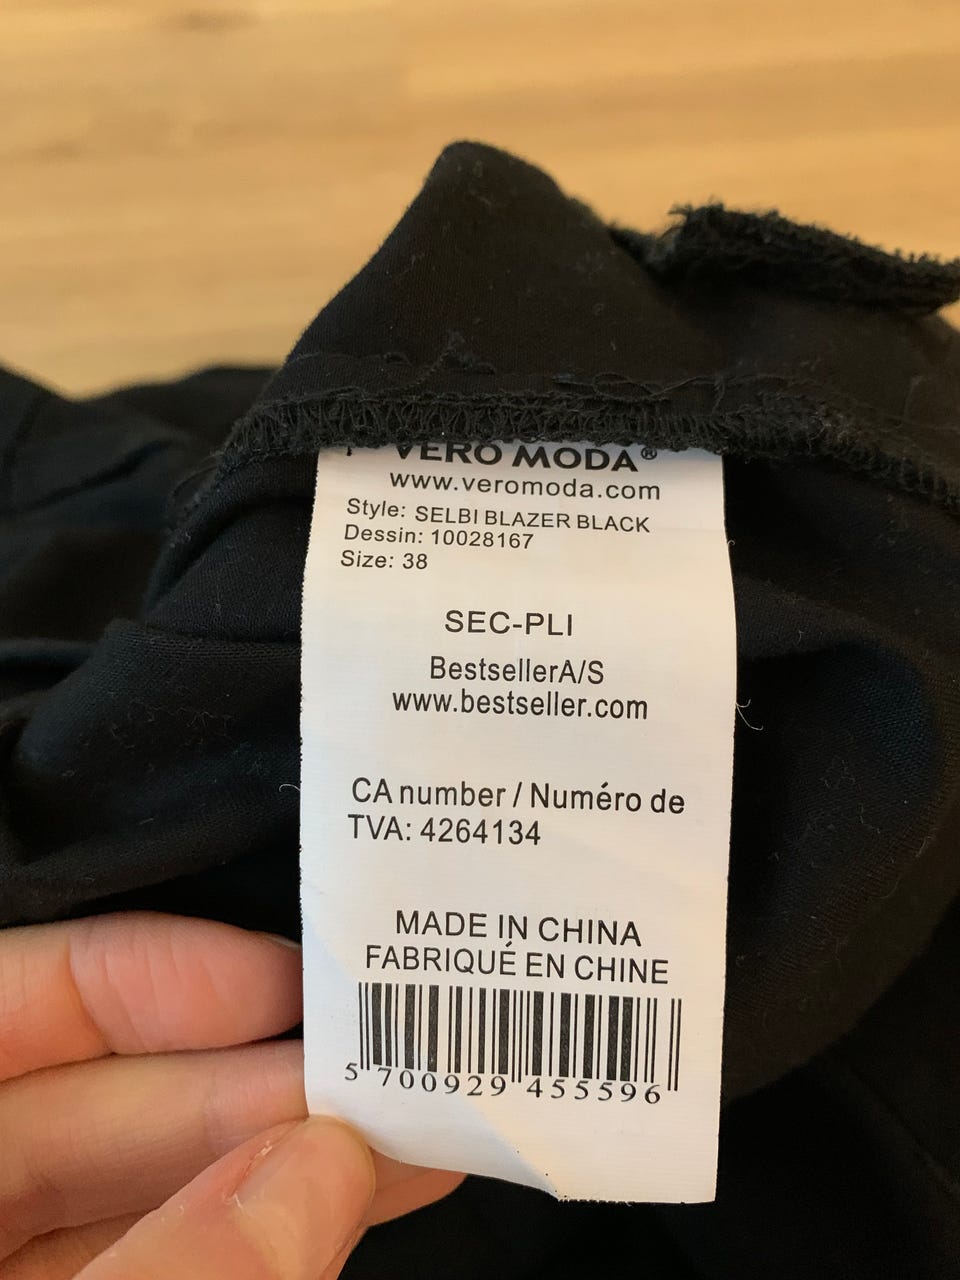 VERO MODA®
www.veromoda.com
Style: SELBI BLAZER BLACK
Dessin: 10028167
Size: 38
SEC-PLI
BestsellerA/S
www.bestseller.com
CA number / Numéro de
TVA: 4264134
MADE IN CHINA
FABRIQUÉ EN CHINE
5 700929 455596